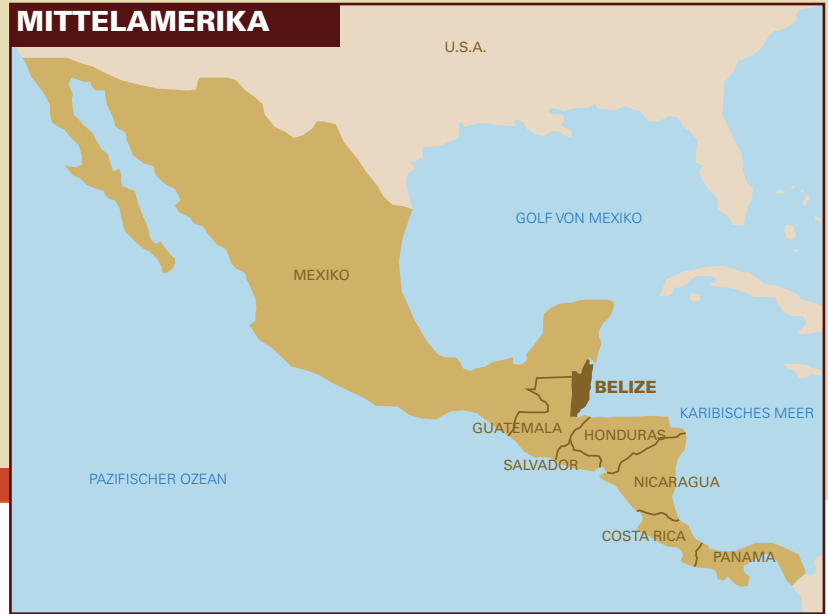 MITTELAMERIKA
U.S.A.
GOLF VON MEXIKO
MEXIKO
BELIZE
KARIBISCHES MEER
GUATEMALA
HONDURAS
SALVADOR
PAZIFISCHER OZEAN
NICARAGUA
COSTA RICA
PANAMA